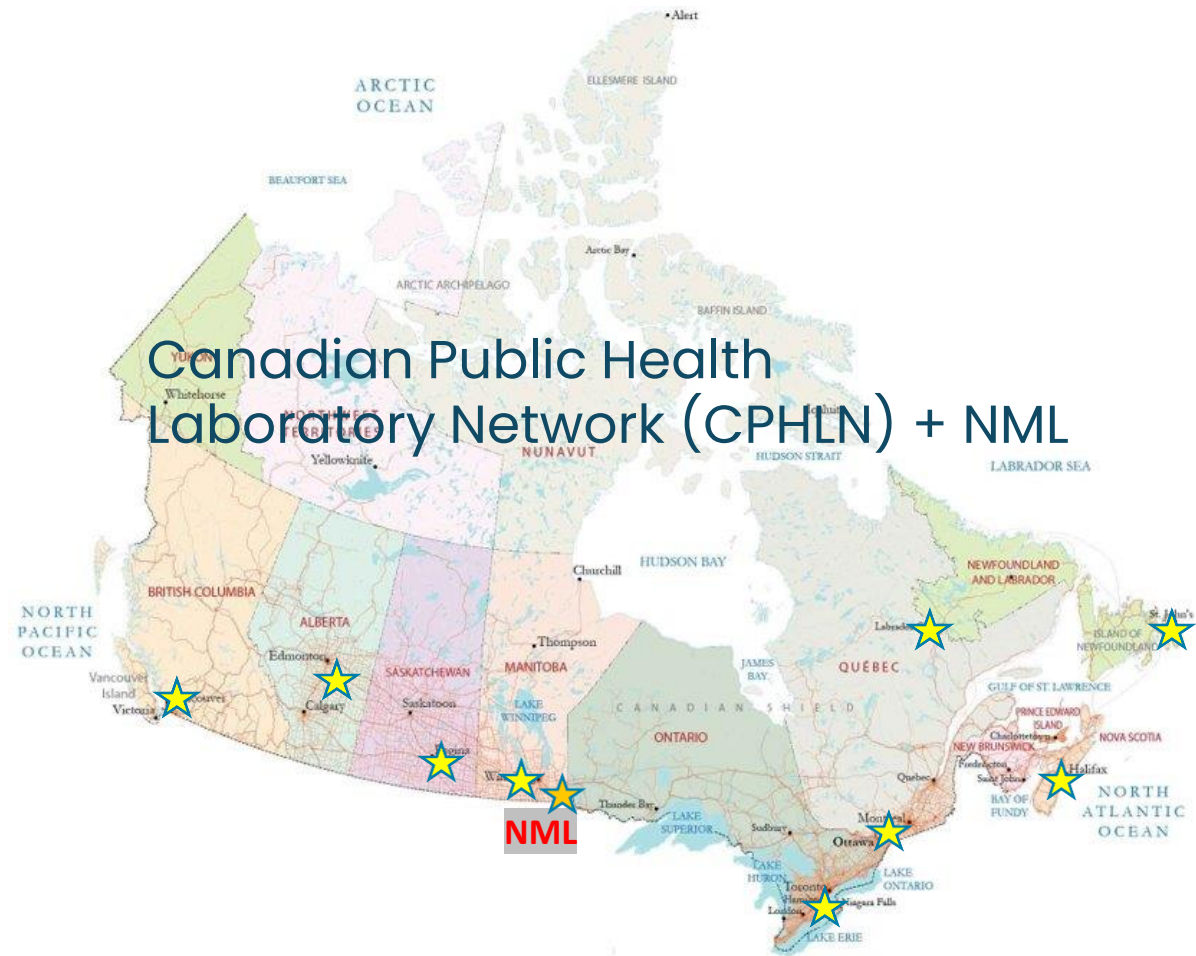 Alert
ELLESMERE ISLAND
ARCTIC
OCEAN
BEAUFORT SEA
Arctic Bay
ARCTIC ARCHIPELAGO
BAFFIN ISLAND
Canadian Public Health
Laboratory Network (CPHLN) + NML
YUKON
Whitehorse
NORTHWEST
TERRITORIES
Yellowknife
NUNAVUT
HUDSON STRAIT
LABRADOR SEA
HUDSON BAY
Churchill
NEWFOUNDLAND
AND LABRADOR
BRITISH COLUMBIA
NORTH
PACIFIC
OCEAN
ALBERTA
Edmonton
SASKATCHEWAN
MANITOBA
Thompson
JAMES
BAY
QUÉBEC
St. John's
ISLAND OF
NEWFOUNDLAND
Vancouver
Island
Victoria
Calgary
Saskatoon
LAKE
WINNIPEG
CANADIAN SHIELD
GULF OF ST. LAWRENCE
PRINCE EDWARD
ISLAND
Charlottetown
NOVA SCOTIA
NEW BRUNSWICK
Fredericton
Saint John
ONTARIO
Quebec
Halifax
BAY OF
FUNDY
NORTH
ATLANTIC
OCEAN
NML
Thunder Bay
LAKE
SUPERIOR
Sudbury
Montreal
Ottawa
LAKE
HURON
LAKE
ONTARIO
Toronto
London
Niagara Falls
LAKE ERIE